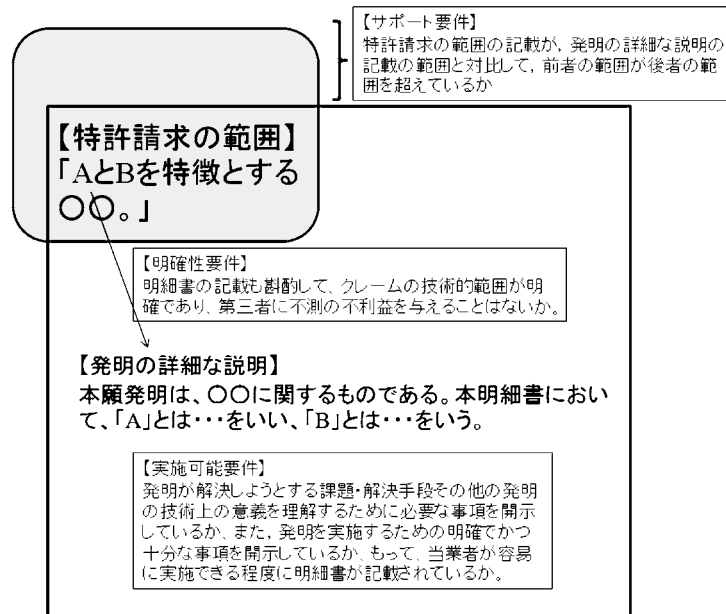 【サポート要件】
特許請求の範囲の記載が，発明の詳細な説明の
記載の範囲と対比して，前者の範囲が後者の範
囲を超えているか
【特許請求の範囲】
「AとBを特徴とする
〇〇。」
【明確性要件】
明細書の記載も斟酌して、クレームの技術的範囲が明
確であり、第三者に不測の不利益を与えることはないか。
【発明の詳細な説明】
本願発明は、〇〇に関するものである。本明細書におい
て、「A」とは・・・をいい、「B」とは・・・をいう。
【実施可能要件】
発明が解決しようとする課題・解決手段その他の発明
の技術上の意義を理解するために必要な事項を開示
しているか、また，発明を実施するための明確でかつ
十分な事項を開示しているか、もって、当業者が容易
に実施できる程度に明細書が記載されているか。